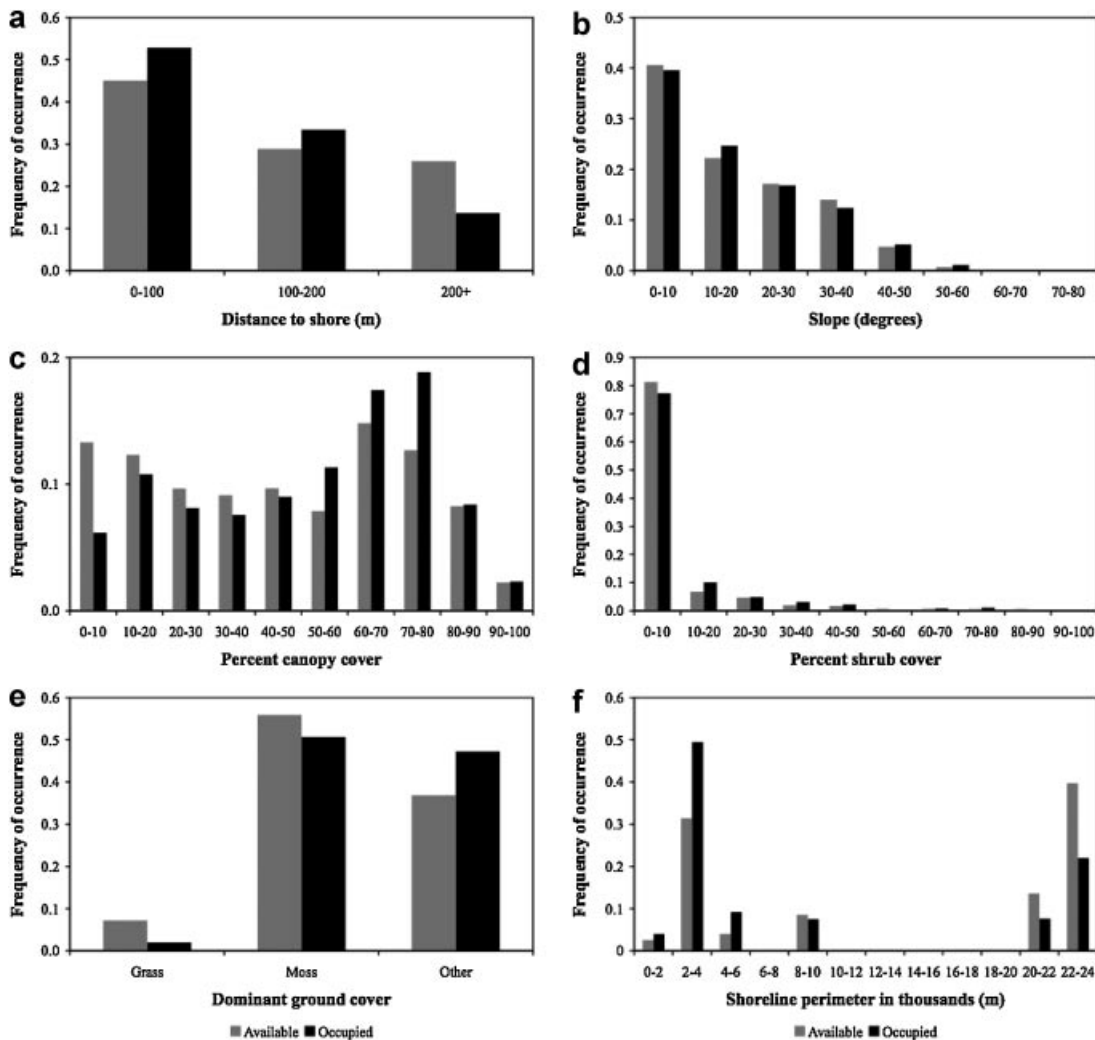 a
Frequency of occurrence
0.6
0.5
0.4
0.3
0.2
0.1
0.0
0-100 100-200 200+
Distance to shore (m)
b
Frequency of occurrence
0.5
0.4
0.3
0.2
0.1
0.0
0-10 10-20 20-30 30-40 40-50 50-60 60-70 70-80
Slope (degrees)
c
Frequency of occurrence
0.2
0.1
0.0
0-10 10-20 20-30 30-40 40-50 50-60 60-70 70-80 80-90 90-100
Percent canopy cover
d
Frequency of occurrence
0.9
0.8
0.7
0.6
0.5
0.4
0.3
0.2
0.1
0.0
0-10 10-20 20-30 30-40 40-50 50-60 60-70 70-80 80-90 90-100
Percent shrub cover
e
Frequency of occurrence
0.6
0.5
0.4
0.3
0.2
0.1
0.0
Grass Moss Other
Dominant ground cover
Available Occupied
f
Frequency of occurrence
0.6
0.5
0.4
0.3
0.2
0.1
0
0-2 2-4 4-6 6-8 8-10 10-12 12-14 14-16 16-18 18-20 20-22 22-24
Shoreline perimeter in thousands (m)
Available Occupied